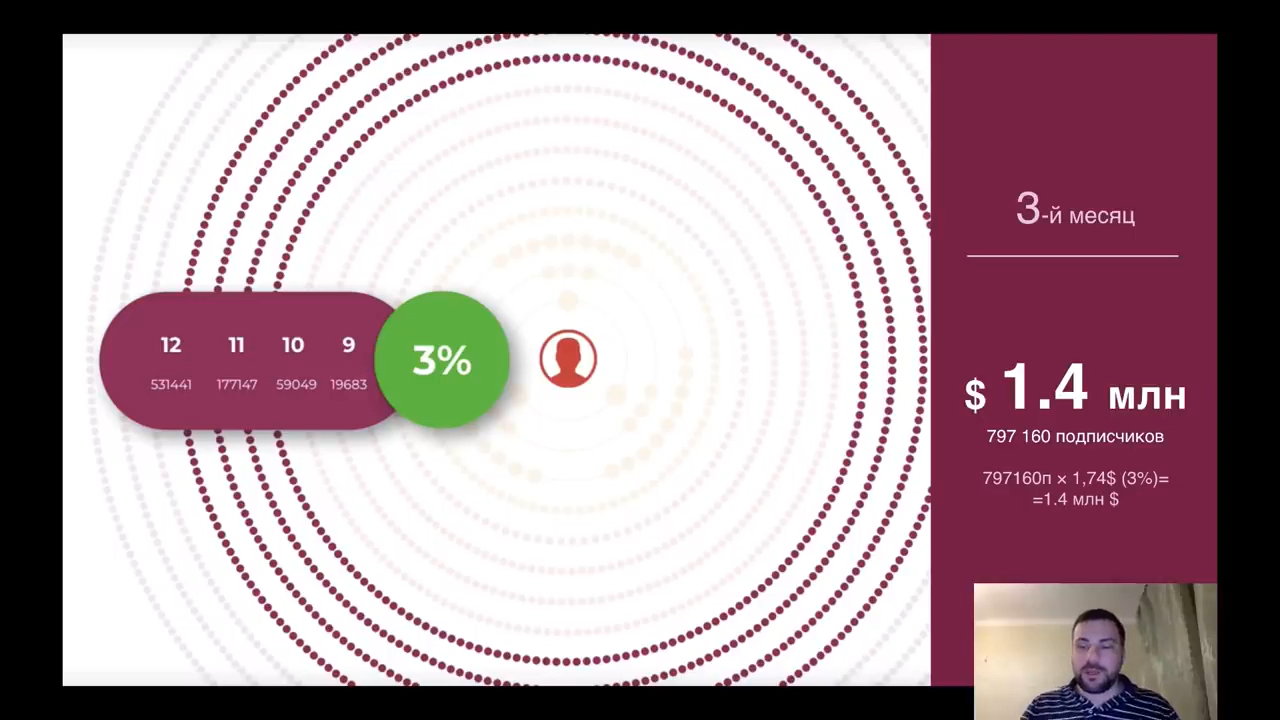 12 11 10 9
531441 177147 59049 19683
3%
3-й месяц
$ 1.4 млн
797 160 подписчиков
797160п × 1,74$ (3%)=
=1.4 млн $